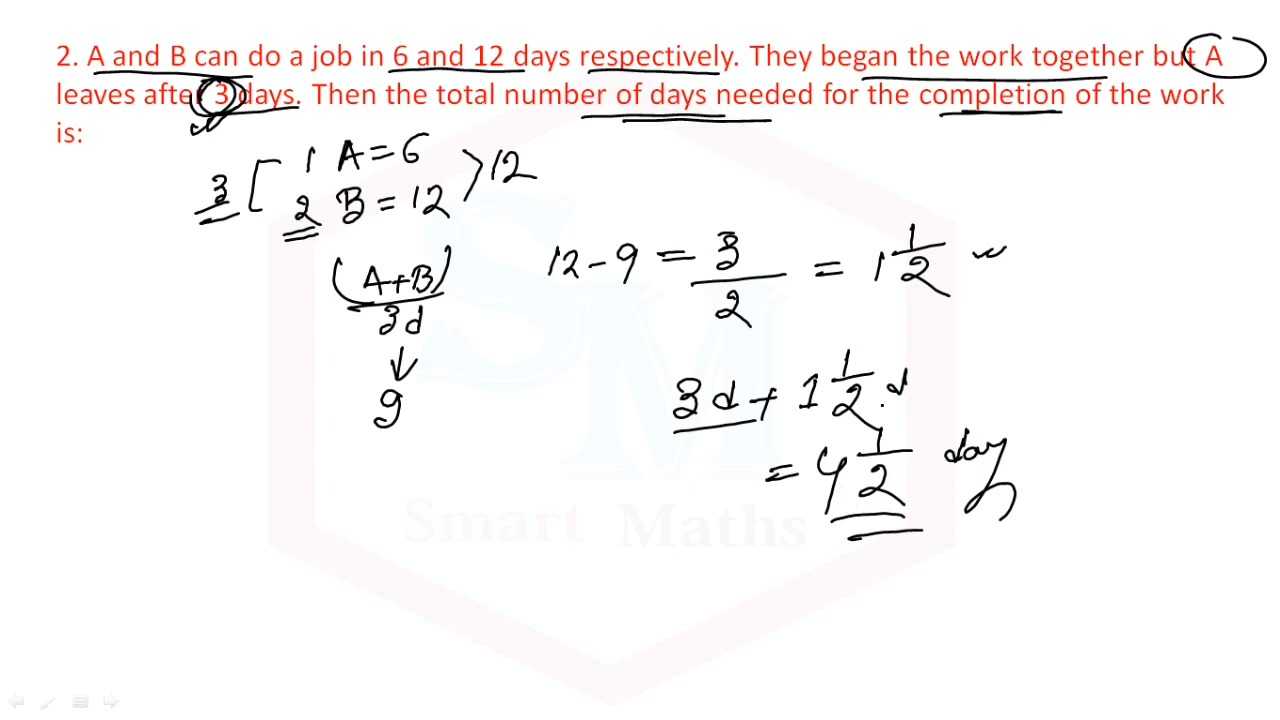 2. A and B can do a job in 6 and 12 days respectively. They began the work together but A
leaves after 3 days. Then the total number of days needed for the completion of the work
is:
1 A = 6
3 [ > 12
2 B = 12
(A+B)
3d
↓
9
12 - 9 = 3/2 = 1 1/2
3d + 1 1/2 d
= 4 1/2 day
SM
Smart Maths